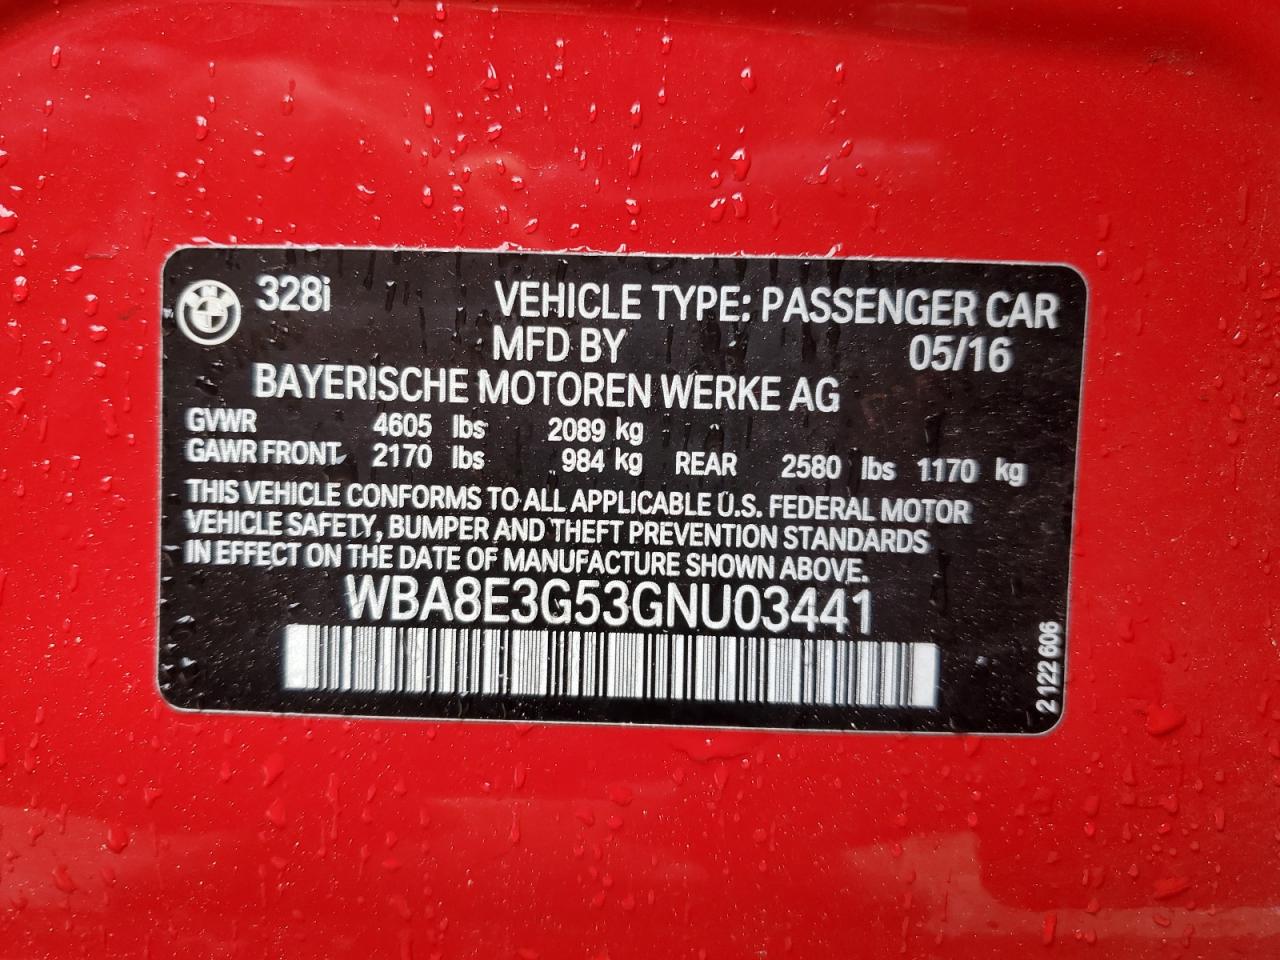 328i VEHICLE TYPE: PASSENGER CAR
MFD BY 05/16
BAYERISCHE MOTOREN WERKE AG
GVWR 4605 lbs 2089 kg
GAWR FRONT 2170 lbs 984 kg REAR 2580 lbs 1170 kg
THIS VEHICLE CONFORMS TO ALL APPLICABLE U.S. FEDERAL MOTOR
VEHICLE SAFETY, BUMPER AND THEFT PREVENTION STANDARDS
IN EFFECT ON THE DATE OF MANUFACTURE SHOWN ABOVE.
WBA8E3G53GNU03441
2 122 606